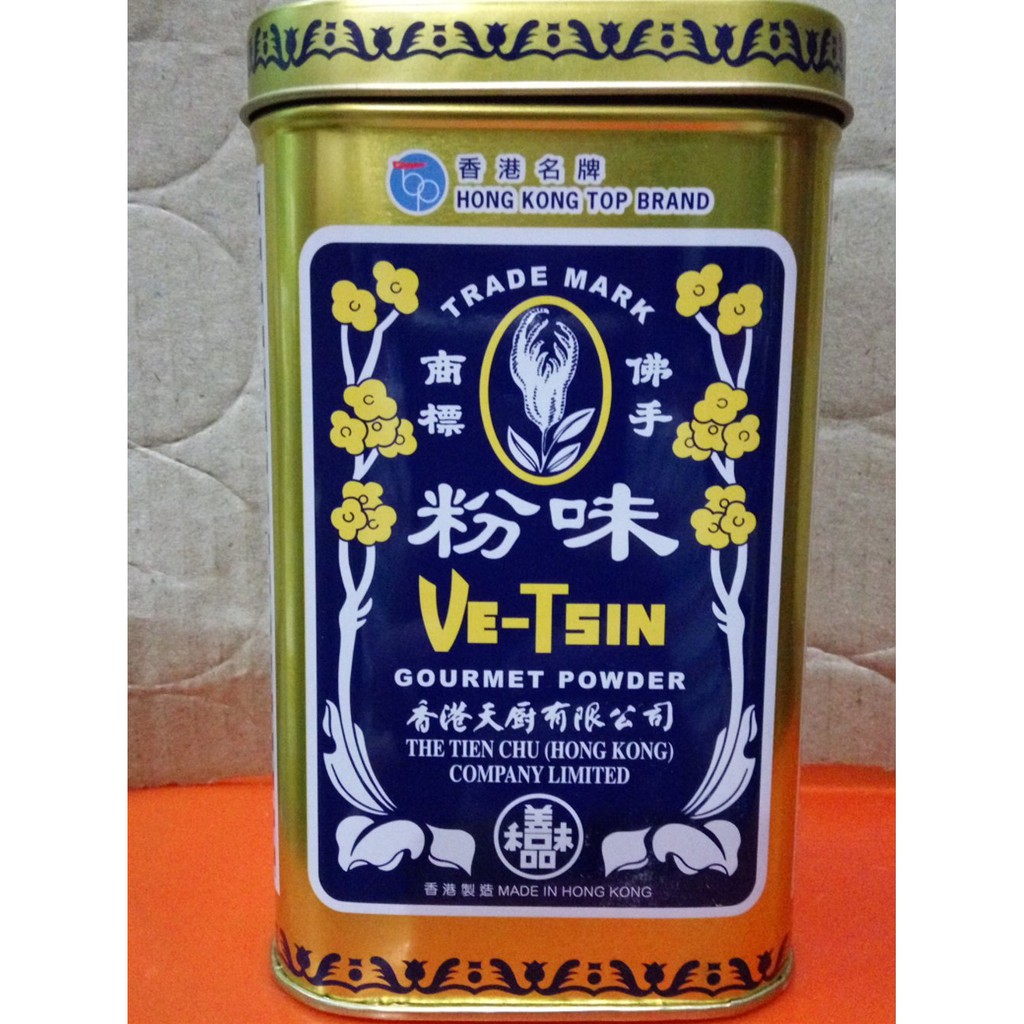 香港名牌
HONG KONG TOP BRAND
TRADE MARK
商標
佛手
粉味
VE-TSIN
GOURMET POWDER
香港天厨有限公司
THE TIEN CHU (HONG KONG)
COMPANY LIMITED
香港製造 MADE IN HONG KONG